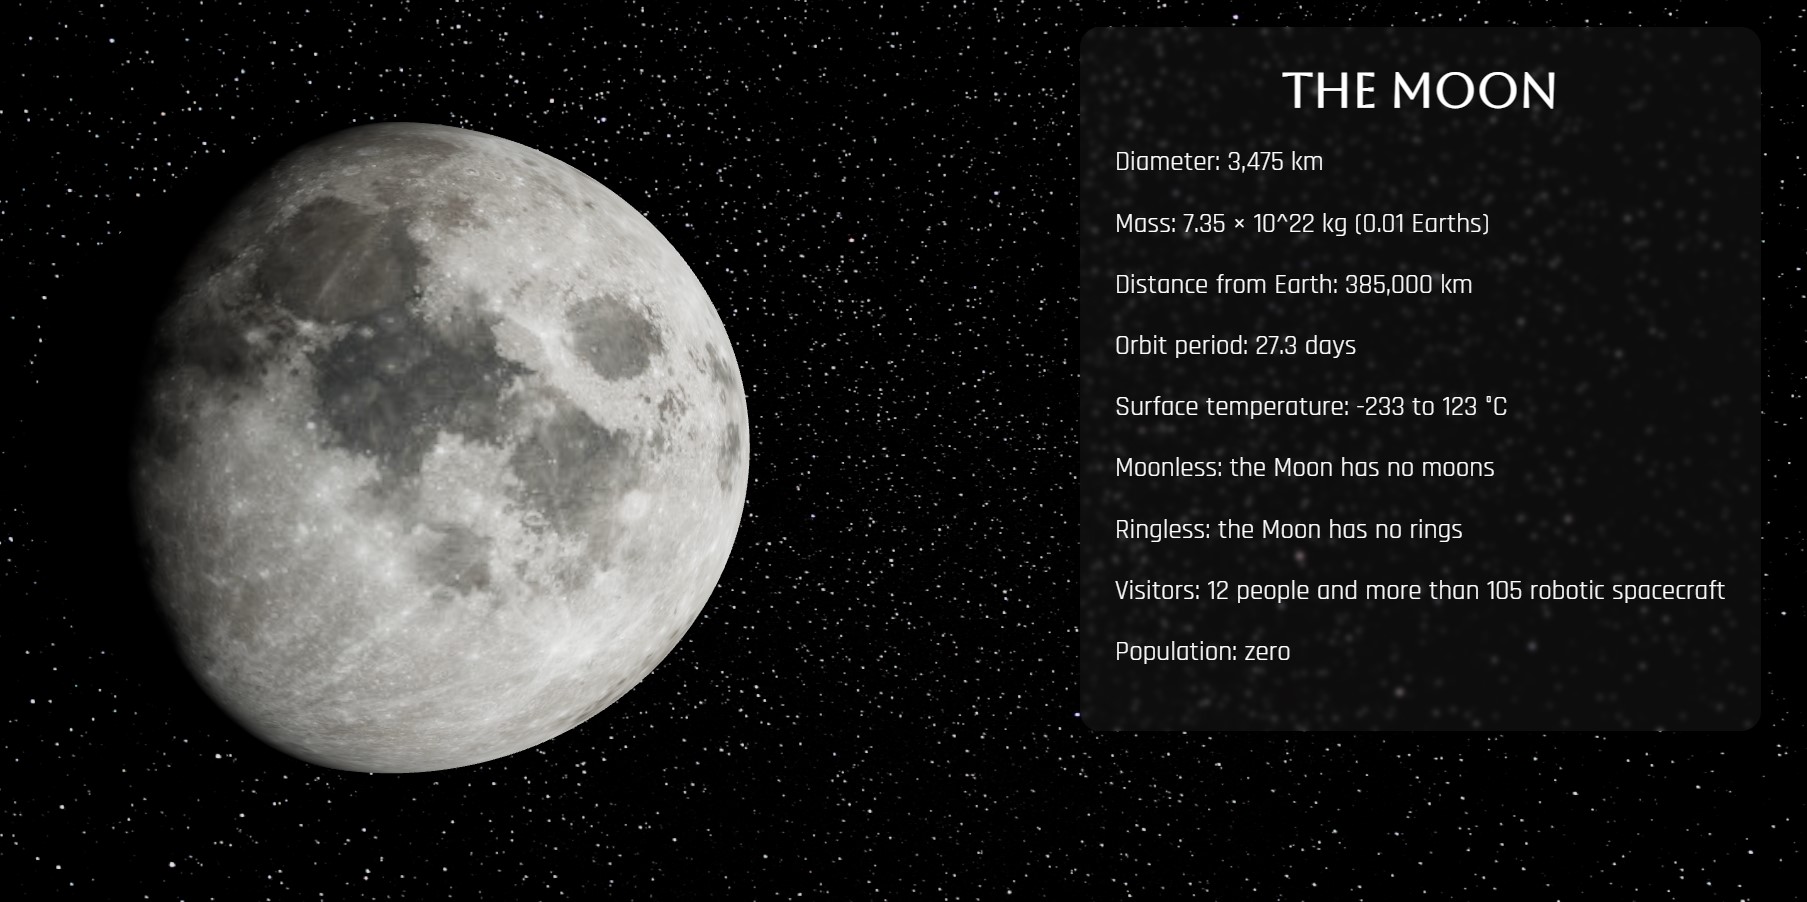 THE MOON
Diameter: 3,475 km
Mass: 7.35 × 10^22 kg (0.01 Earths)
Distance from Earth: 385,000 km
Orbit period: 27.3 days
Surface temperature: -233 to 123 °C
Moonless: the Moon has no moons
Ringless: the Moon has no rings
Visitors: 12 people and more than 105 robotic spacecraft
Population: zero